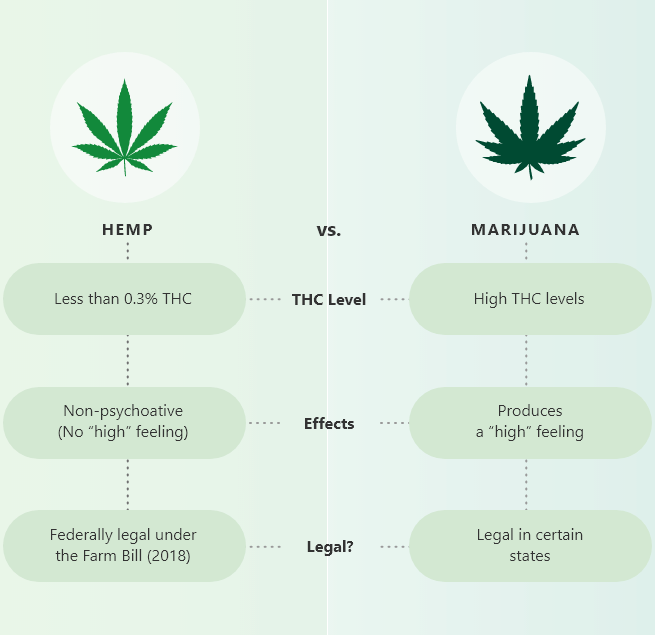 HEMP
vs.
MARIJUANA
Less than 0.3% THC
THC Level
High THC levels
Non-psychoative
(No “high” feeling)
Effects
Produces
a “high” feeling
Federally legal under
the Farm Bill (2018)
Legal?
Legal in certain
states